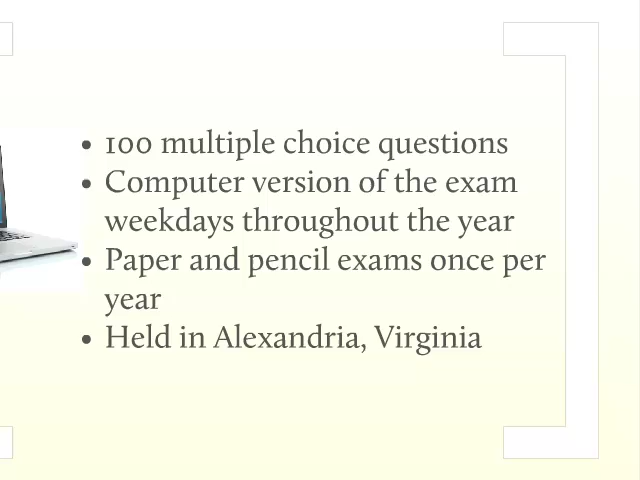 • 100 multiple choice questions
• Computer version of the exam
weekdays throughout the year
• Paper and pencil exams once per
year
• Held in Alexandria, Virginia